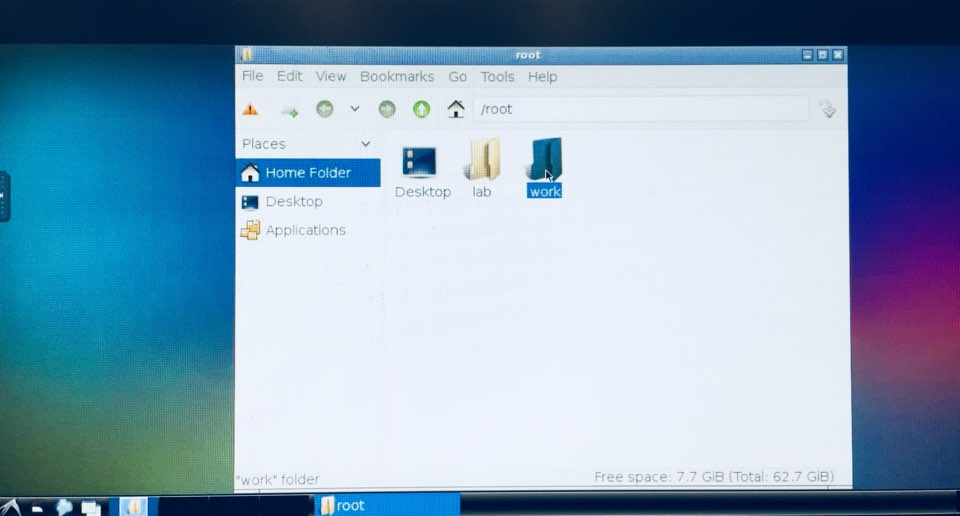 root
File Edit View Bookmarks Go Tools Help
/root
Places
Home Folder
Desktop
Applications
Desktop lab work
"work" folder Free space: 7.7 GiB (Total: 62.7 GiB)
root